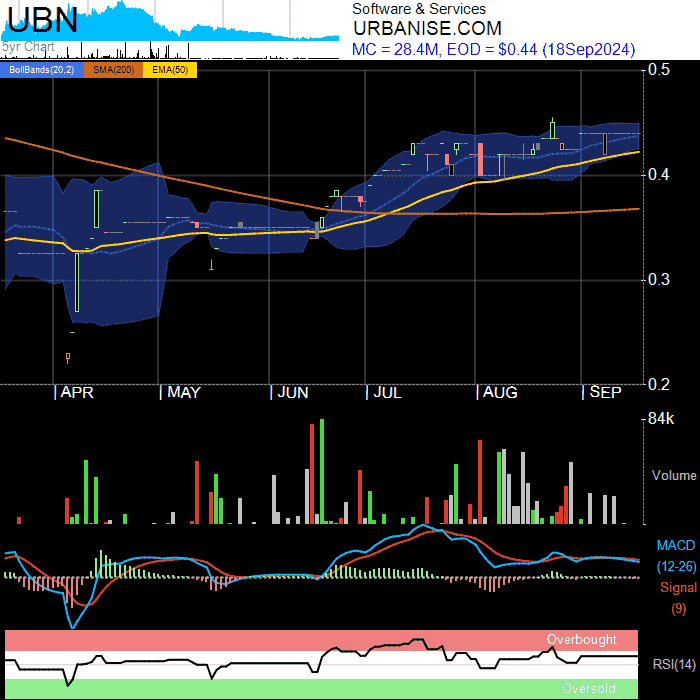 UBN
5yr Chart
Software & Services
URBANISE.COM
MC = 28.4M, EOD = $0.44 (18Sep2024)
BollBands(20,2) SMA(200) EMA(50)
0.5
0.4
0.3
0.2
APR MAY JUN JUL AUG SEP
84k
Volume
MACD
(12-26)
Signal
(9)
Overbought
RSI(14)
Oversold